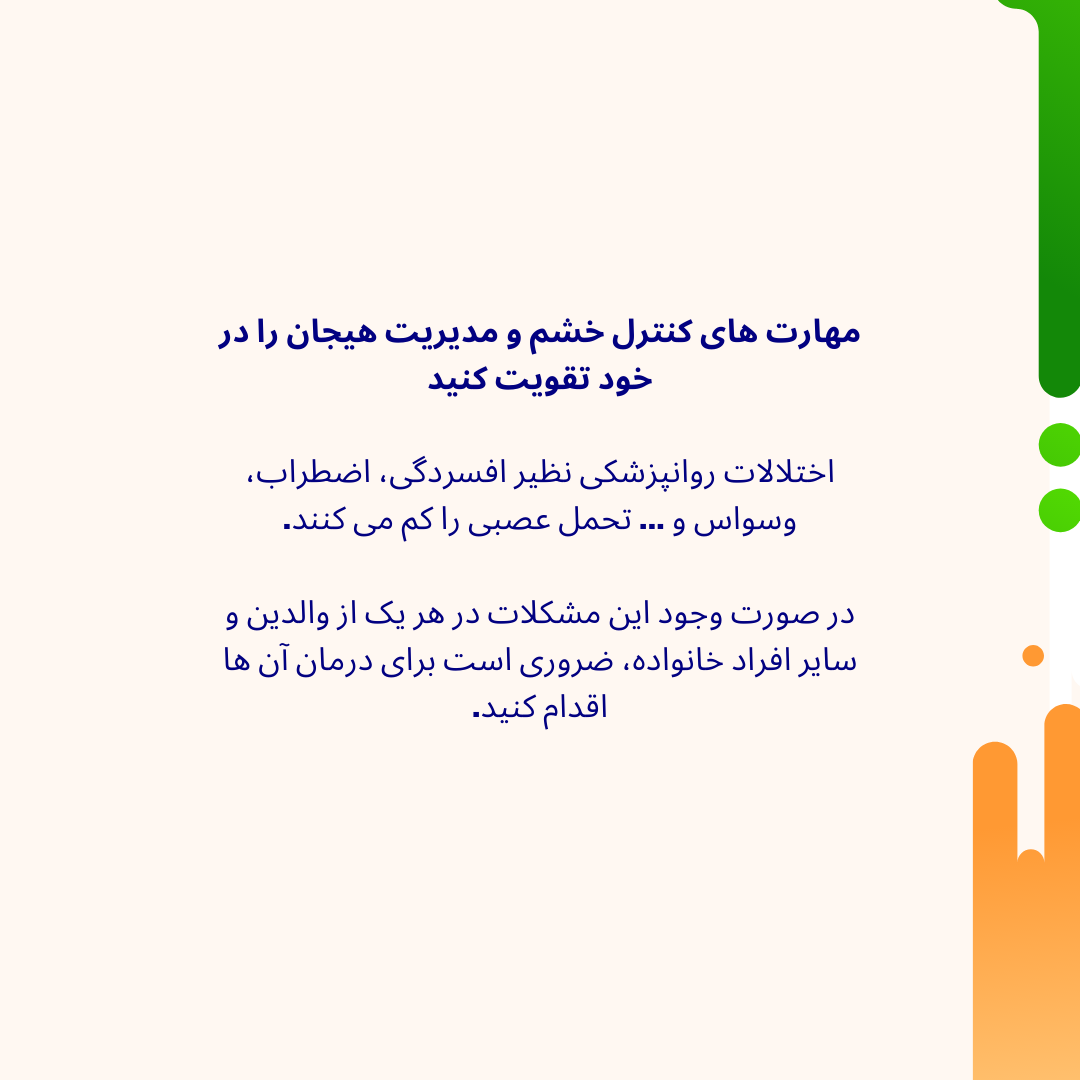 مهارت های کنترل خشم و مدیریت هیجان را در
خود تقویت کنید
اختلالات روانپزشکی نظیر افسردگی، اضطراب،
وسواس و ... تحمل عصبی را کم می کنند.
در صورت وجود این مشکلات در هر یک از والدین و
سایر افراد خانواده، ضروری است برای درمان آن ها
اقدام کنید.